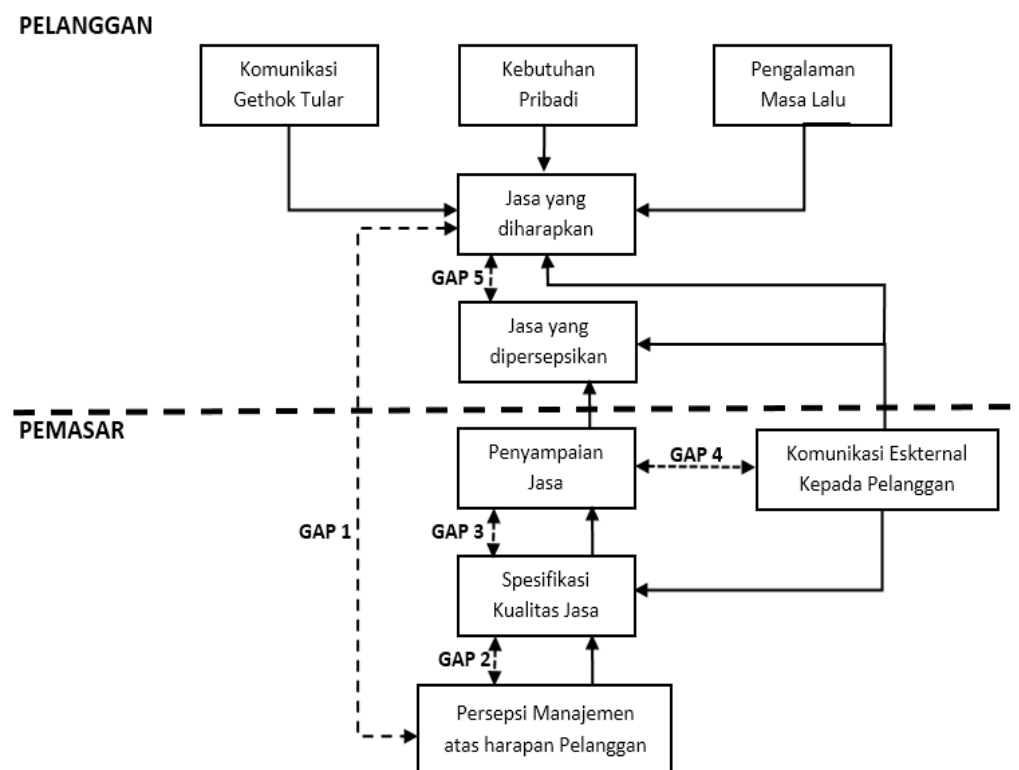 PELANGGAN
Komunikasi
Gethok Tular
Kebutuhan
Pribadi
Pengalaman
Masa Lalu
Jasa yang
diharapkan
GAP 5
Jasa yang
dipersepsikan
PEMASAR
Penyampaian
Jasa
GAP 4
Komunikasi Eskternal
Kepada Pelanggan
GAP 1
GAP 3
Spesifikasi
Kualitas Jasa
GAP 2
Persepsi Manajemen
atas harapan Pelanggan